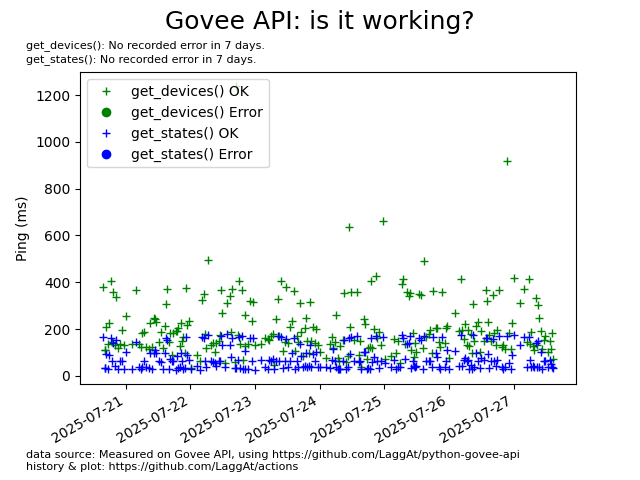 Govee API: is it working?
get_devices(): No recorded error in 7 days.
get_states(): No recorded error in 7 days.
get_devices() OK
get_devices() Error
get_states() OK
get_states() Error
1200
1000
800
600
400
200
0
Ping (ms)
2025-07-21
2025-07-22
2025-07-23
2025-07-24
2025-07-25
2025-07-26
2025-07-27
data source: Measured on Govee API, using https://github.com/LaggAt/python-govee-api
history & plot: https://github.com/LaggAt/actions